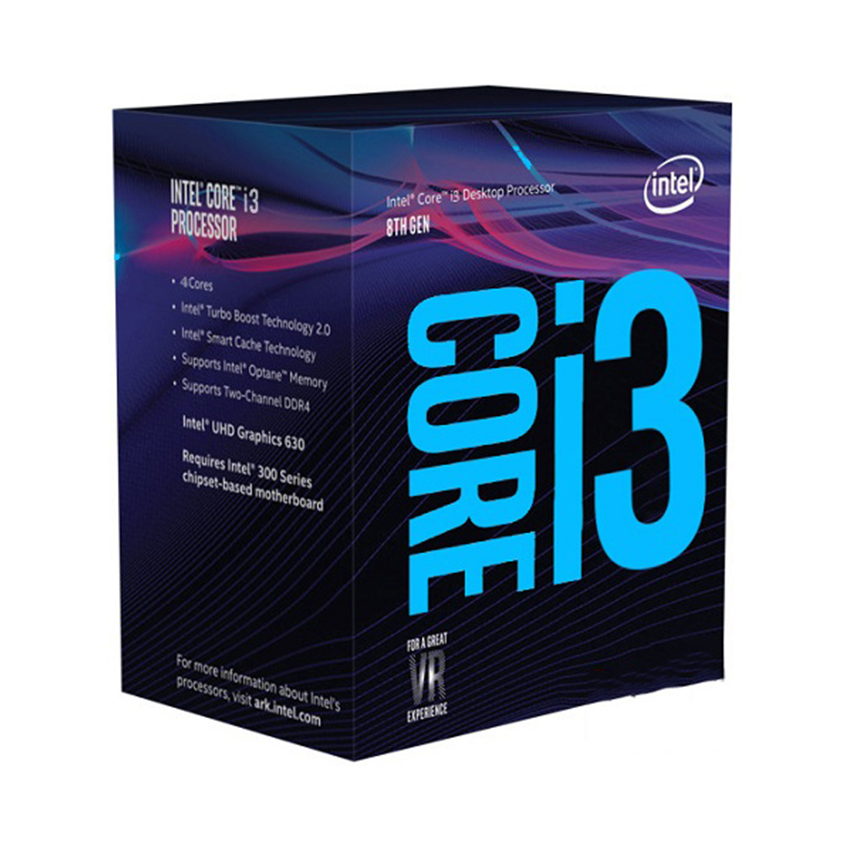 INTEL® CORE™ i3
PROCESSOR
• 4 Cores
• Intel® Turbo Boost Technology 2.0
• Intel® Smart Cache Technology
• Supports Intel® Optane™ Memory
• Supports Two-Channel DDR4
Intel® UHD Graphics 630
Requires Intel® 300 Series
chipset-based motherboard
For more information about Intel's
processors, visit ark.intel.com
Intel® Core™ i3 Desktop Processor
8TH GEN
intel®
CORE i3
FOR A GREAT
VR
EXPERIENCE